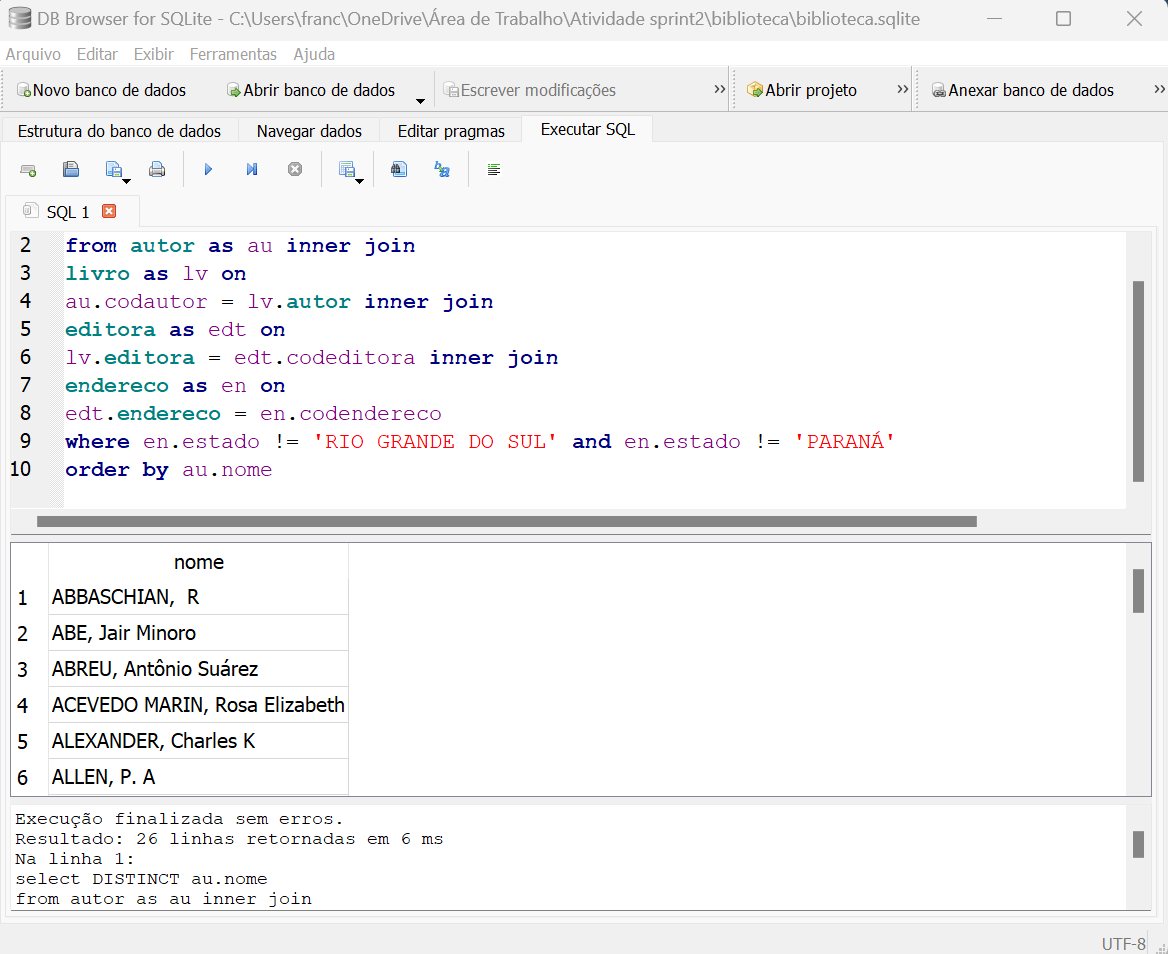 DB Browser for SQLite - C:\Users\franc\OneDrive\Área de Trabalho\Atividade sprint2\biblioteca\biblioteca.sqlite
Arquivo Editar Exibir Ferramentas Ajuda
Novo banco de dados Abrir banco de dados Escrever modificações » Abrir projeto » Anexar banco de dados »
Estrutura do banco de dados Navegar dados Editar pragmas Executar SQL
SQL 1
2 from autor as au inner join
3 livro as lv on
4 au.codautor = lv.autor inner join
5 editora as edt on
6 lv.editora = edt.codeditora inner join
7 endereco as en on
8 edt.endereco = en.codendereco
9 where en.estado != 'RIO GRANDE DO SUL' and en.estado != 'PARANÁ'
10 order by au.nome
nome
1 ABBASCHIAN,  R
2 ABE, Jair Minoro
3 ABREU, Antônio Suárez
4 ACEVEDO MARIN, Rosa Elizabeth
5 ALEXANDER, Charles K
6 ALLEN, P. A
Execução finalizada sem erros.
Resultado: 26 linhas retornadas em 6 ms
Na linha 1:
select DISTINCT au.nome
from autor as au inner join
UTF-8